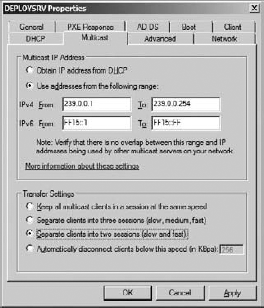 DEPLOYSRV Properties
General PXE Response AD DS Boot Client
DHCP Multicast Advanced Network
Multicast IP Address
Obtain IP address from DHCP
Use addresses from the following range:
IPv4 From: 239.0.0.1 To: 239.0.0.254
IPv6 From: FF15::1 To: FF15::FF
Note: Verify that there is no overlap between this range and IP
addresses being used by other multicast servers on your network.
More information about these settings
Transfer Settings
Keep all multicast clients in a session at the same speed
Separate clients into three sessions (slow, medium, fast)
Separate clients into two sessions (slow and fast)
Automatically disconnect clients below this speed (in KBps): 256
OK Cancel Apply